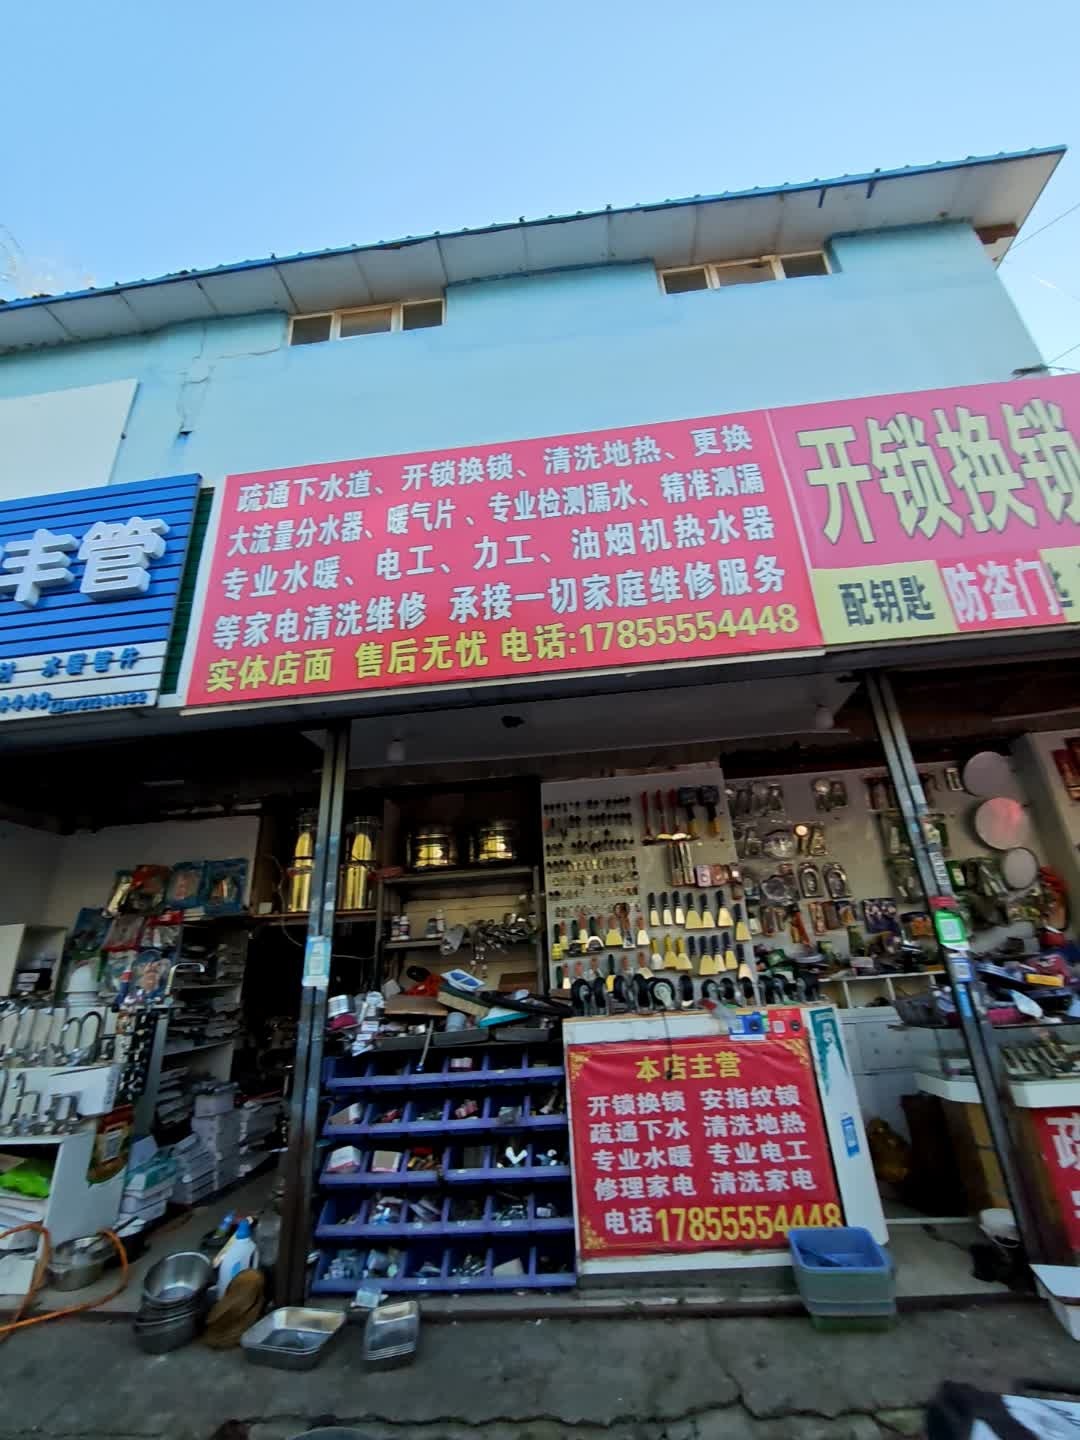 疏通下水道、开锁换锁、清洗地热、更换
大流量分水器、暖气片、专业检测漏水、精准测漏
专业水暖、电工、力工、油烟机热水器
等家电清洗维修 承接一切家庭维修服务
实体店面 售后无忧 电话:17855554448
开锁换锁
配钥匙 防盗门
丰管
水暖管件
本店主营
开锁换锁 安指纹锁
疏通下水 清洗地热
专业水暖 专业电工
修理家电 清洗家电
电话17855554448
疏